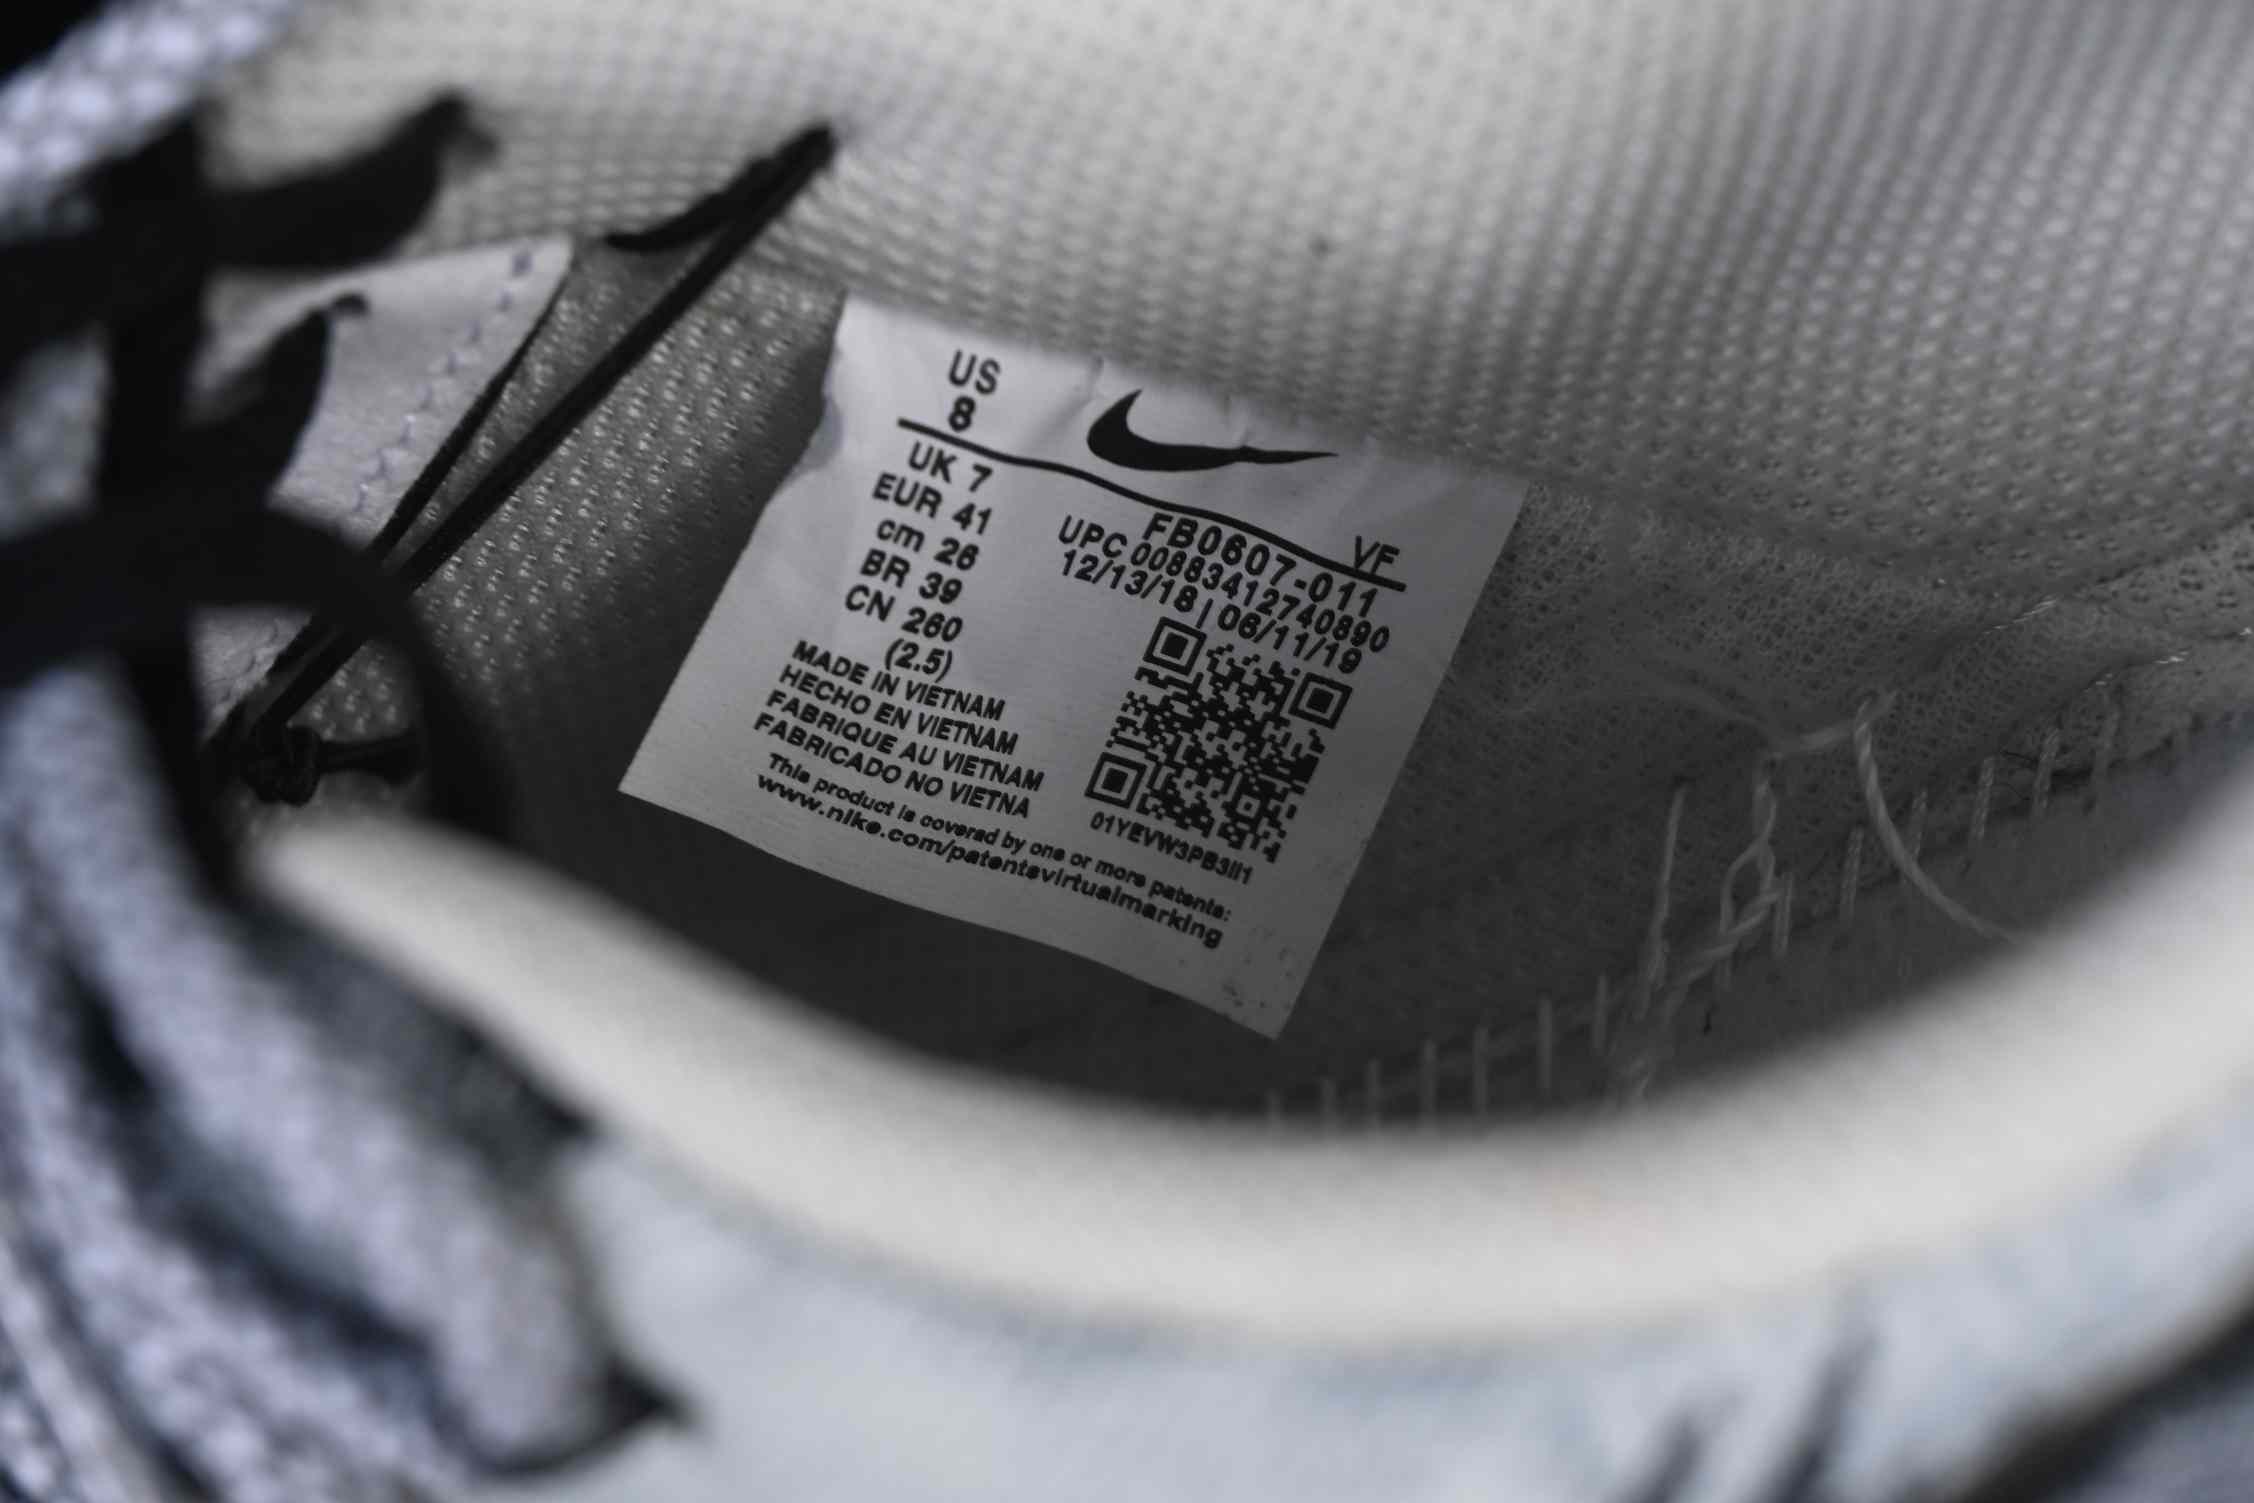 US
8
UK 7
EUR 41
cm 26
BR 39
CN 260
(2.5)
MADE IN VIETNAM
HECHO EN VIETNAM
FABRIQUE AU VIETNAM
FABRICADO NO VIETNA
VF
FB0607-011
UPC 00883412740890
12/13/18 | 06/11/19
01YEVW3PB3II1
This product is covered by one or more patents:
www.nike.com/patentsvirtualmarking